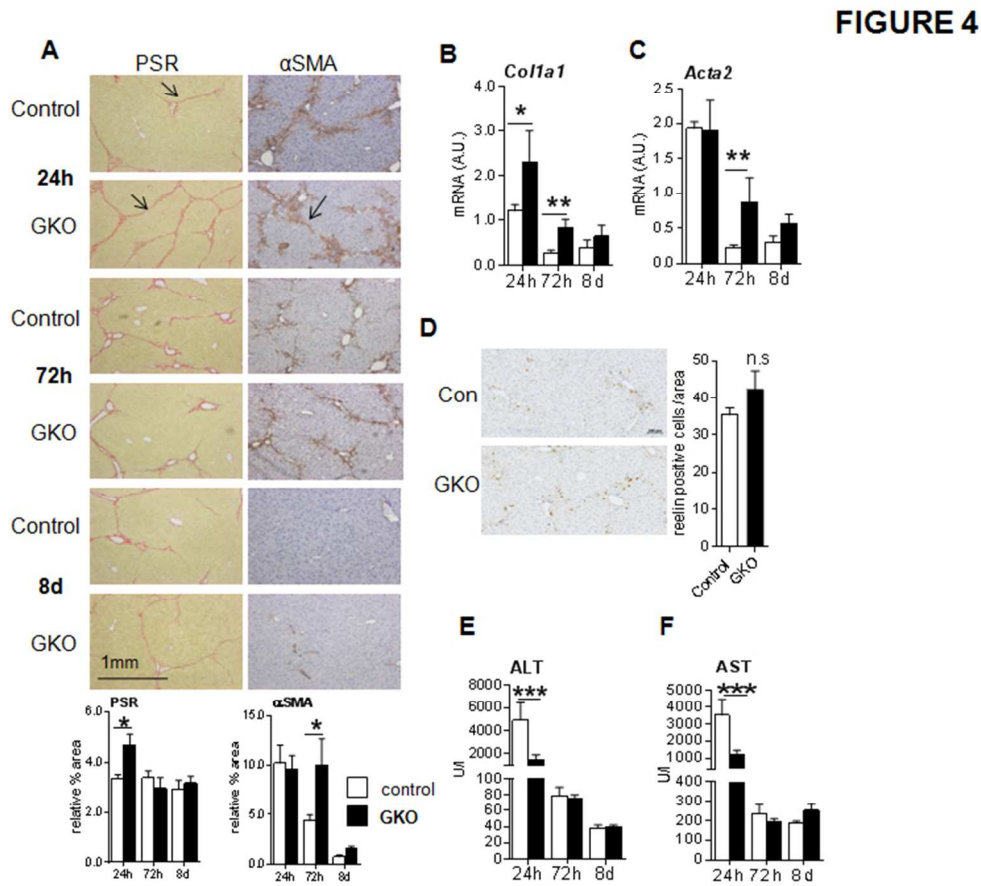 FIGURE 4
A
PSR αSMA
Control
24h
GKO
Control
72h
GKO
Control
8d
GKO
1mm
PSR
relative % area
6.0
4.0
2.0
0.0
*
24h 72h 8d
αSMA
relative % area
15.0
10.0
5.0
0.0
*
24h 72h 8d
control
GKO
B
Col1a1
mRNA (A.U.)
4.0
3.0
2.0
1.0
0.0
*
**
24h 72h 8d
C
Acta2
mRNA (A.U.)
2.5
2.0
1.5
1.0
0.5
0.0
**
24h 72h 8d
D
Con
GKO
reelin positive cells /area
50
40
30
20
10
0
n.s
Control GKO
E
ALT
U/l
8000
6000
4000
2000
100
80
60
40
20
0
***
24h 72h 8d
F
AST
U/l
5000
4000
3000
2000
1000
400
300
200
100
0
***
24h 72h 8d